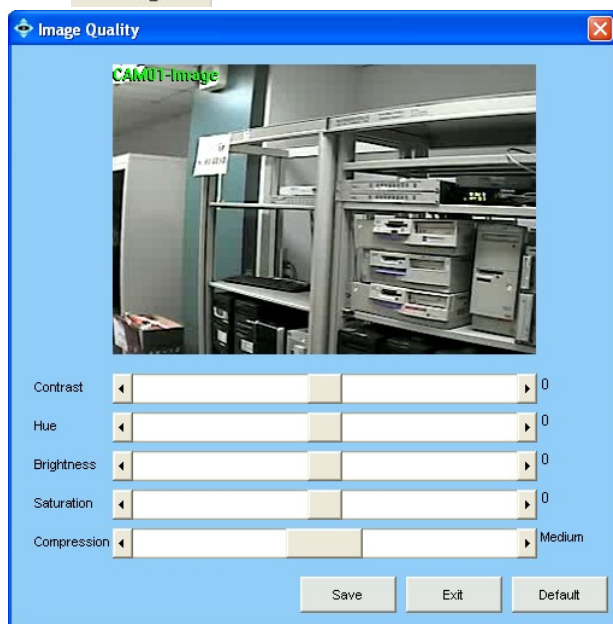 Image Quality
CAM01-Image
Contrast 0
Hue 0
Brightness 0
Saturation 0
Compression Medium
Save Exit Default